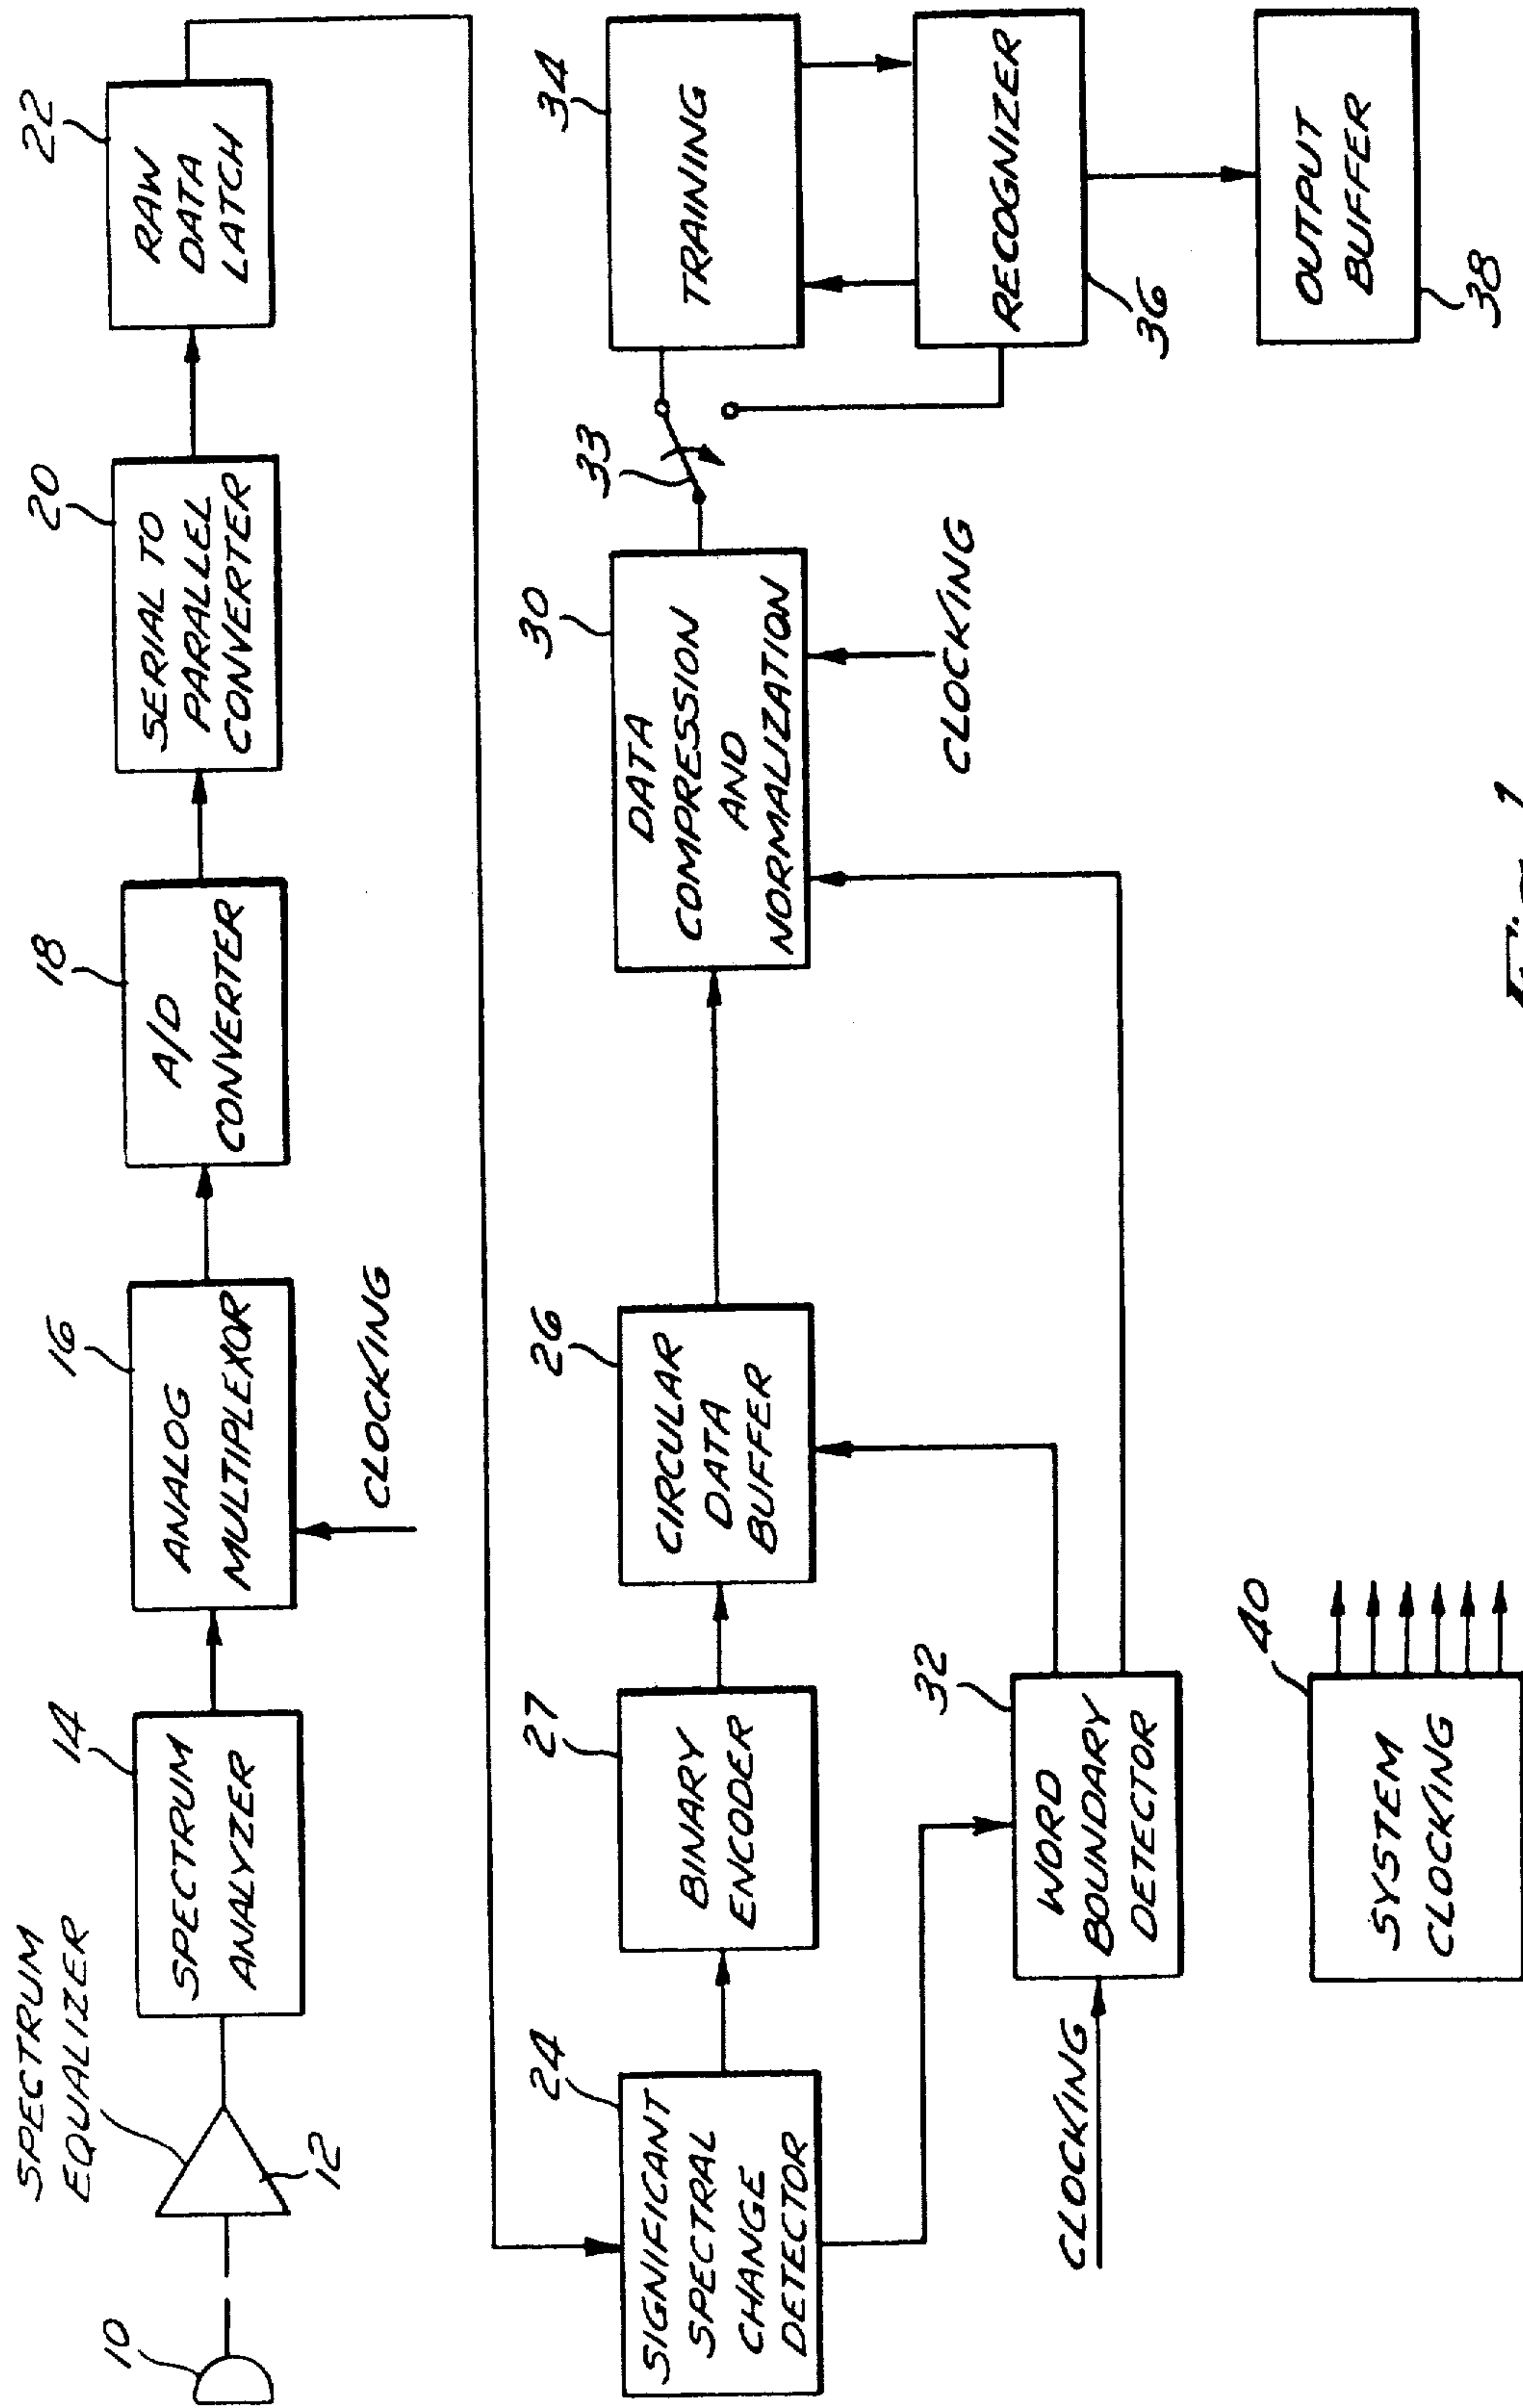 SPECTRUM
EQUALIZER
10
12
14
SPECTRUM
ANALYZER
16
ANALOG
MULTIPLEXOR
CLOCKING
18
A/D
CONVERTER
20
SERIAL TO
PARALLEL
CONVERTER
22
RAW
DATA
LATCH
24
SIGNIFICANT
SPECTRAL
CHANGE
DETECTOR
27
BINARY
ENCODER
26
CIRCULAR
DATA
BUFFER
30
DATA
COMPRESSION
AND
NORMALIZATION
CLOCKING
33
34
TRAINING
RECOGNIZER
36
OUTPUT
BUFFER
38
CLOCKING
32
WORD
BOUNDARY
DETECTOR
40
SYSTEM
CLOCKING
Fig. 1